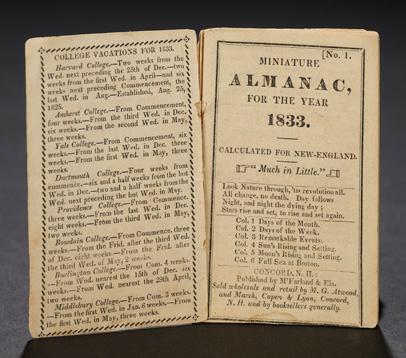 COLLEGE VACATIONS FOR 1833.
Harvard College.—Two weeks from the
Wed. next preceding the 25th of Dec.—two
weeks from the first Wed. in April—and six
weeks next preceding Commencement, the
last Wed. in Aug.—Established, Aug. 25,
1825.
Amherst College.—From Commencement,
four weeks.—From the third Wed. in Dec.
six weeks.—From the second Wed. in May,
three.
Yale College.—From Commencement, six
weeks.—From the last Wed. in Dec. three
weeks.—From the first Wed. in May, three
weeks.
Dartmouth College.—Four weeks from
commence.—six and a half weeks from the last
Wed. in Dec.—two and a half weeks from the
Wed. next preceding the last Wed. in May.
Providence College.—From Commence.
three weeks.—From the last Wed. in Dec.
eight weeks.—From the third Wed. in May,
two weeks.
Bowdoin College.—From Commence. three
weeks.—From the Frid. after the third Wed.
of Dec. eight weeks—From the Frid. after
the third Wed. of May, 2 weeks.
Burlington College.—From Com. 4 weeks.
—From Wed. nearest the 15th of Dec. six
weeks.—From Wed. nearest the 29th April,
two weeks.
Middlebury College.—From Com. 3 weeks.
—From the first Wed. in Jan. 6 weeks—From
the first Wed. in May, three weeks.
[No. 1.
MINIATURE
ALMANAC,
FOR THE YEAR
1833.
CALCULATED FOR NEW-ENGLAND.
☞"Much in Little."☜
Look Nature through, 'tis revolution all.
All change, no death. Day follows
Night, and night the dying day;
Stars rise and set, to rise and set again.
Col. 1 Days of the Month.
Col. 2 Days of the Week.
Col. 3 Remarkable Events.
Col. 4 Sun's Rising and Setting.
Col. 5 Moon's Rising and Setting.
Col. 6 Full Sea at Boston.
CONCORD, N. H.:
Published by M'Farland & Ela.
Sold wholesale and retail by M. G. Atwood,
and Marsh, Capen & Lyon, Concord,
N. H. and by booksellers generally.